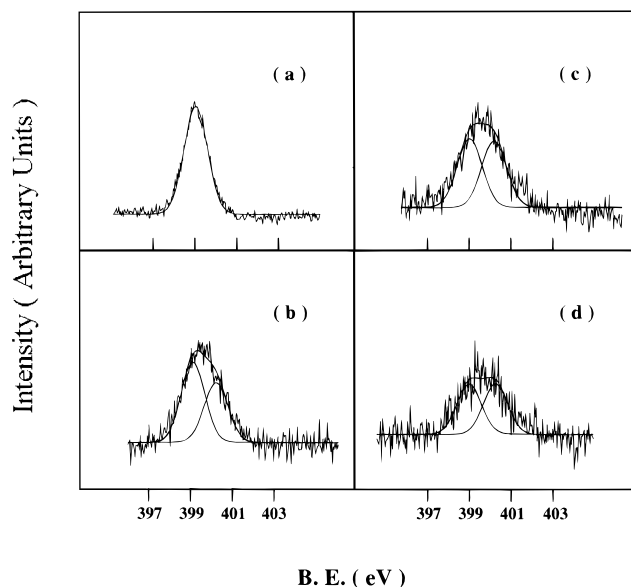 Intensity ( Arbitrary Units )
( a )
( c )
( b )
( d )
397 399 401 403
397 399 401 403
B. E. ( eV )